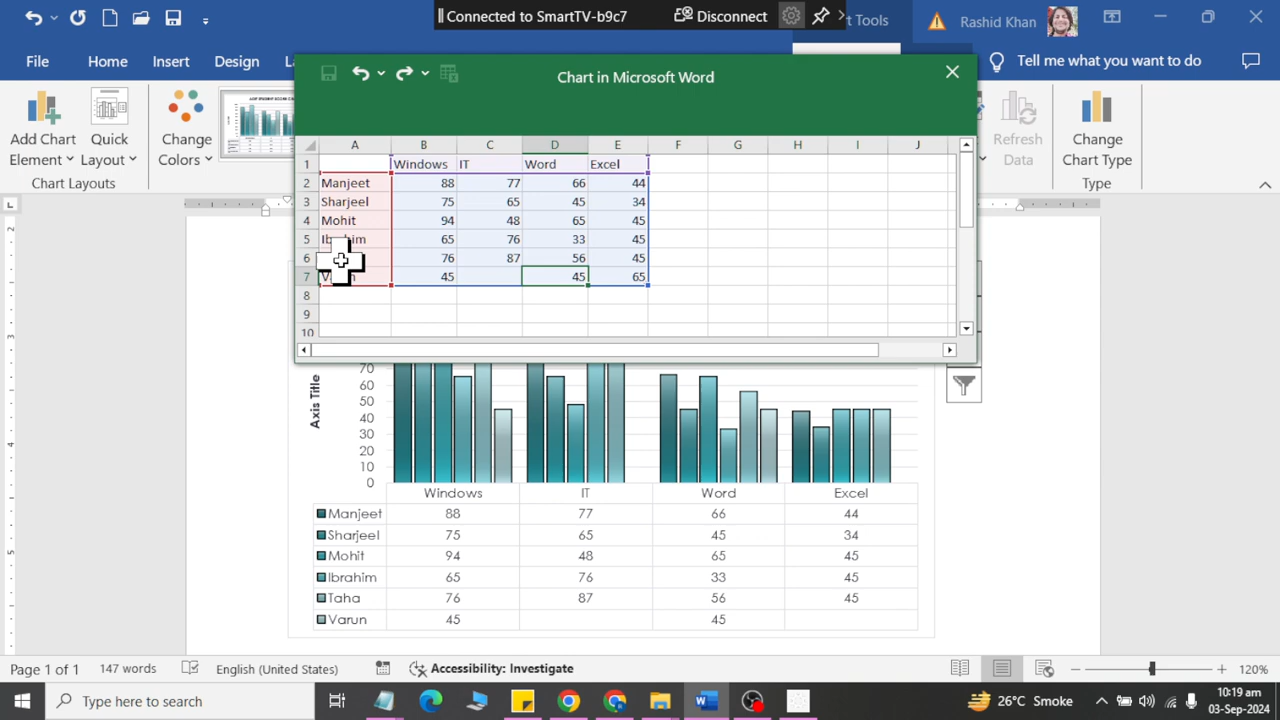 Connected to SmartTV-b9c7
Disconnect
t Tools
Rashid Khan
File
Home
Insert
Design
Tell me what you want to do
Chart in Microsoft Word
Add Chart
Element
Quick
Layout
Chart Layouts
Change
Colors
Refresh
Data
Change
Chart Type
Type
A B C D E F G H I J
1 Windows IT Word Excel
2 Manjeet 88 77 66 44
3 Sharjeel 75 65 45 34
4 Mohit 94 48 65 45
5 65 76 33 45
6 76 87 56 45
7 45 45 65
8
9
10
Axis Title
70
60
50
40
30
20
10
0
Windows IT Word Excel
Manjeet 88 77 66 44
Sharjeel 75 65 45 34
Mohit 94 48 65 45
Ibrahim 65 76 33 45
Taha 76 87 56 45
Varun 45 45
Page 1 of 1
147 words
English (United States)
Accessibility: Investigate
120%
Type here to search
26°C Smoke
10:19 am
03-Sep-2024